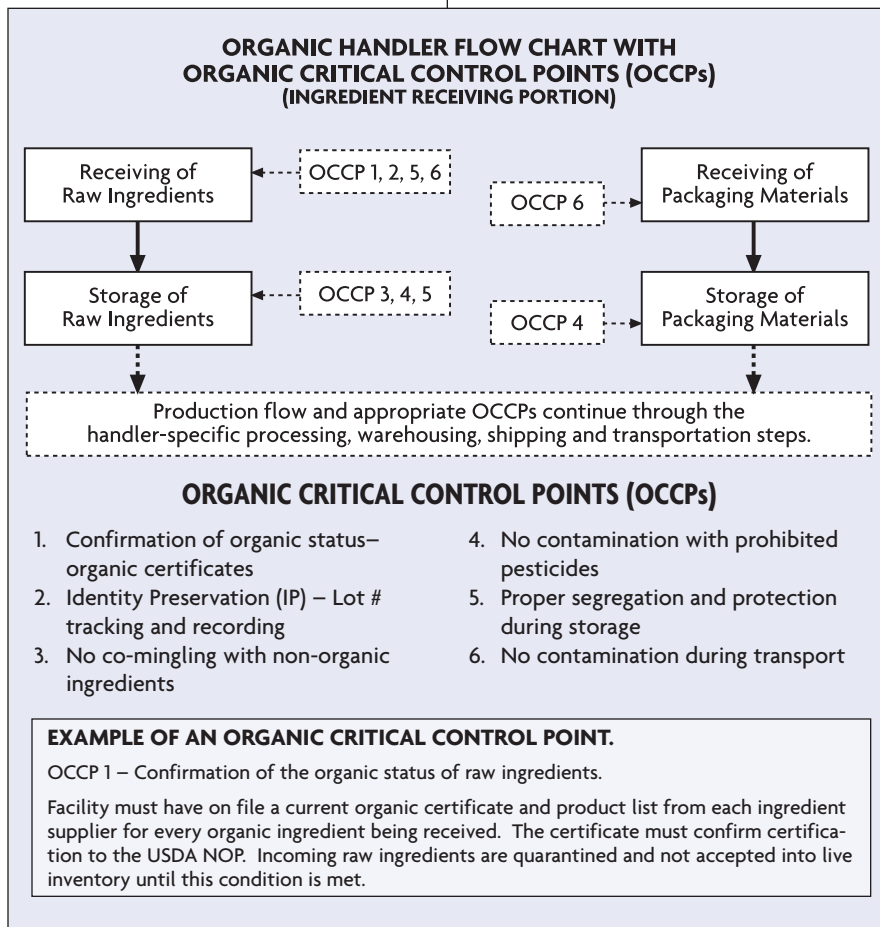 ORGANIC HANDLER FLOW CHART WITH
ORGANIC CRITICAL CONTROL POINTS (OCCPs)
(INGREDIENT RECEIVING PORTION)
Receiving of
Raw Ingredients
OCCP 1, 2, 5, 6
OCCP 6
Receiving of
Packaging Materials
Storage of
Raw Ingredients
OCCP 3, 4, 5
OCCP 4
Storage of
Packaging Materials
Production flow and appropriate OCCPs continue through the
handler-specific processing, warehousing, shipping and transportation steps.
ORGANIC CRITICAL CONTROL POINTS (OCCPs)
1. Confirmation of organic status–
organic certificates
2. Identity Preservation (IP) – Lot #
tracking and recording
3. No co-mingling with non-organic
ingredients
4. No contamination with prohibited
pesticides
5. Proper segregation and protection
during storage
6. No contamination during transport
EXAMPLE OF AN ORGANIC CRITICAL CONTROL POINT.
OCCP 1 – Confirmation of the organic status of raw ingredients.
Facility must have on file a current organic certificate and product list from each ingredient
supplier for every organic ingredient being received. The certificate must confirm certifica-
tion to the USDA NOP. Incoming raw ingredients are quarantined and not accepted into live
inventory until this condition is met.